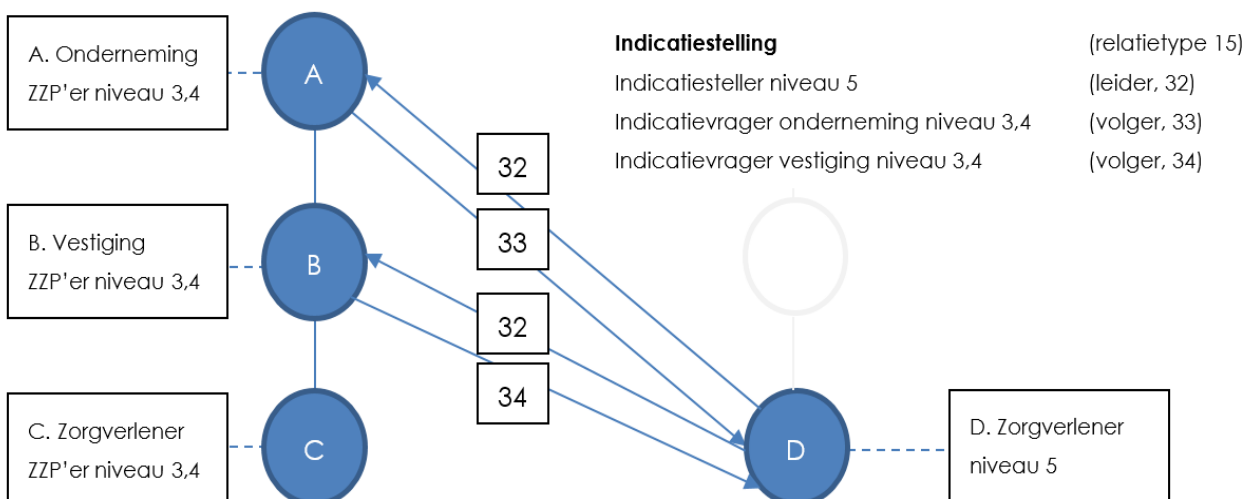 A. Onderneming
ZZP'er niveau 3,4
A
Indicatiestelling (relatietype 15)
Indicatiesteller niveau 5 (leider, 32)
Indicatievrager onderneming niveau 3,4 (volger, 33)
Indicatievrager vestiging niveau 3,4 (volger, 34)
32
33
B. Vestiging
ZZP'er niveau 3,4
B
32
34
C. Zorgverlener
ZZP'er niveau 3,4
C
D
D. Zorgverlener
niveau 5